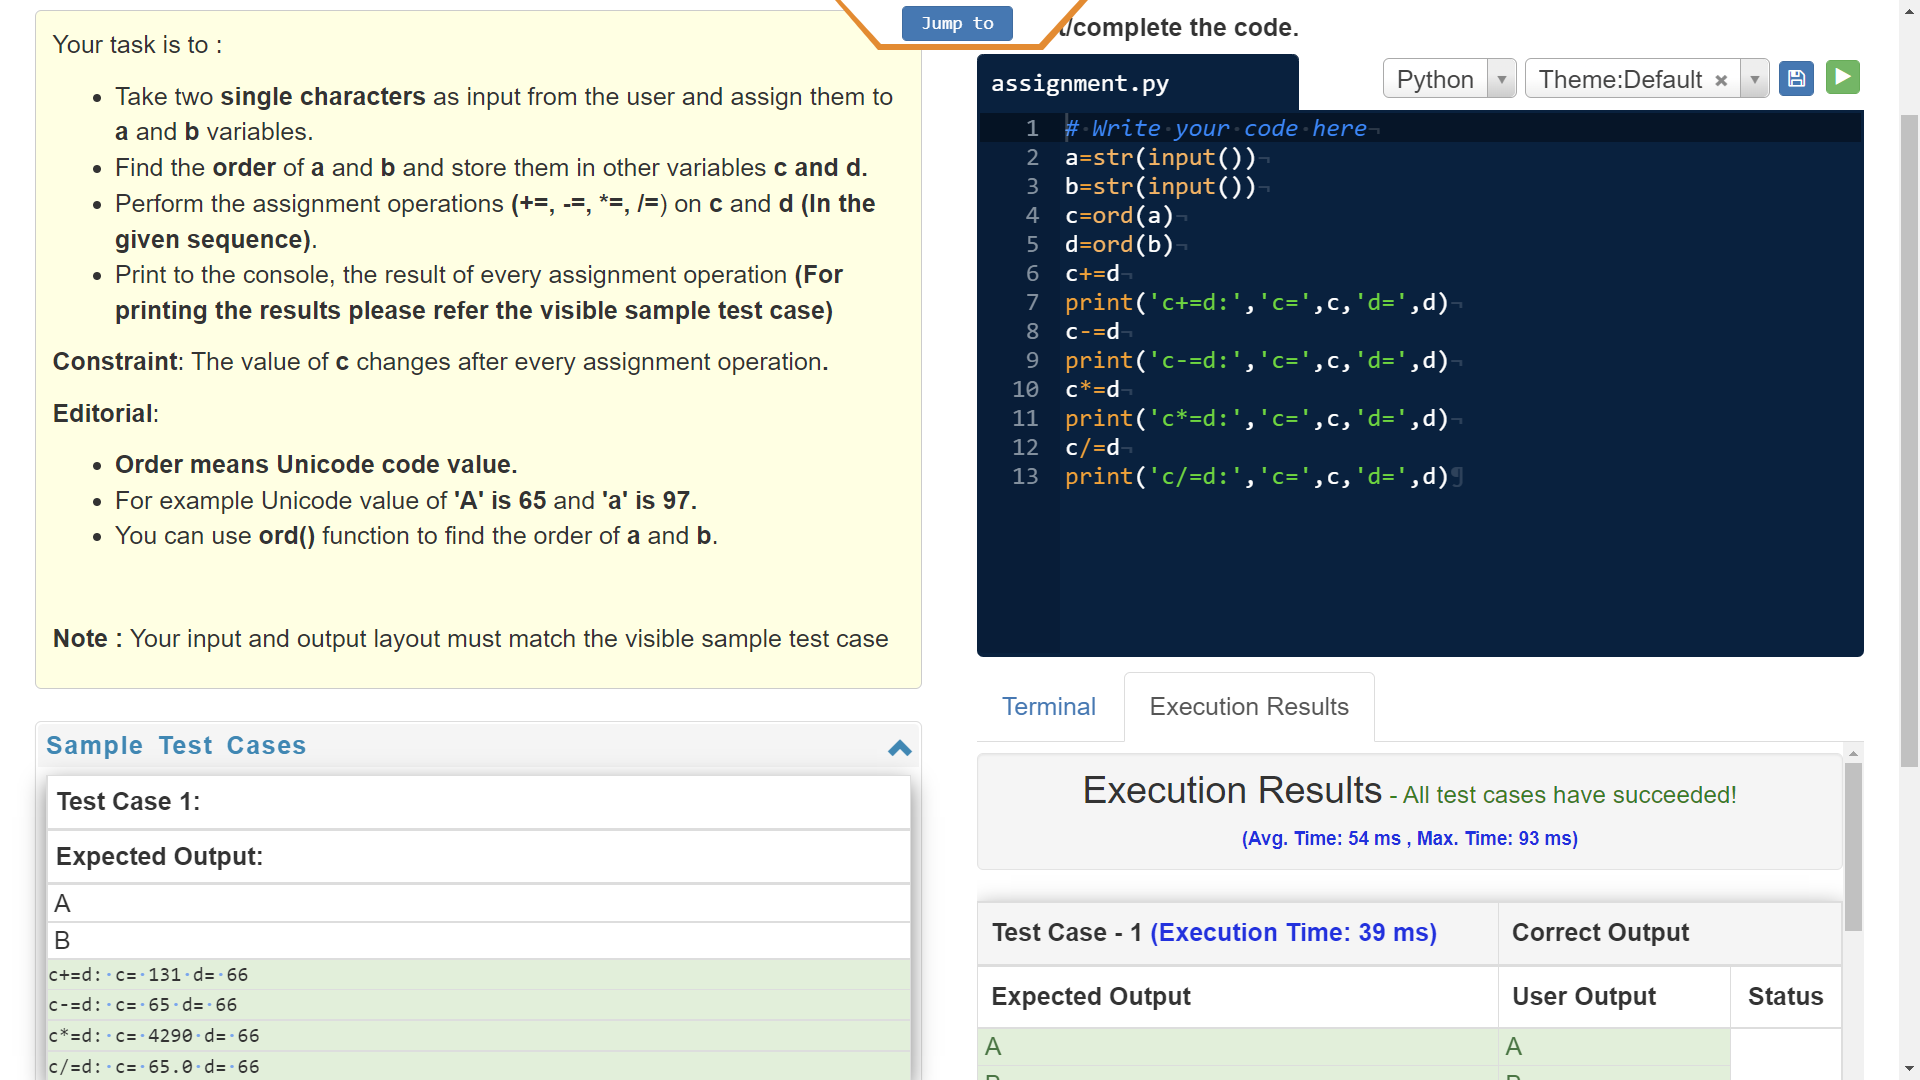 Your task is to :
Take two single characters as input from the user and assign them to
a and b variables.
Find the order of a and b and store them in other variables c and d.
Perform the assignment operations (+=, -=, *=, /=) on c and d (In the
given sequence).
Print to the console, the result of every assignment operation (For
printing the results please refer the visible sample test case)
Constraint: The value of c changes after every assignment operation.
Editorial:
Order means Unicode code value.
For example Unicode value of 'A' is 65 and 'a' is 97.
You can use ord() function to find the order of a and b.
Note : Your input and output layout must match the visible sample test case
Sample Test Cases
Test Case 1:
Expected Output:
A
B
c+=d: c= 131 d= 66
c-=d: c= 65 d= 66
c*=d: c= 4290 d= 66
c/=d: c= 65.0 d= 66
Jump to
/complete the code.
assignment.py
Python
Theme:Default ×
1 # Write your code here
2 a=str(input())
3 b=str(input())
4 c=ord(a)
5 d=ord(b)
6 c+=d
7 print('c+=d:','c=',c,'d=',d)
8 c-=d
9 print('c-=d:','c=',c,'d=',d)
10 c*=d
11 print('c*=d:','c=',c,'d=',d)
12 c/=d
13 print('c/=d:','c=',c,'d=',d)
Terminal
Execution Results
Execution Results - All test cases have succeeded!
(Avg. Time: 54 ms , Max. Time: 93 ms)
Test Case - 1 (Execution Time: 39 ms)
Correct Output
Expected Output
User Output
Status
A
A